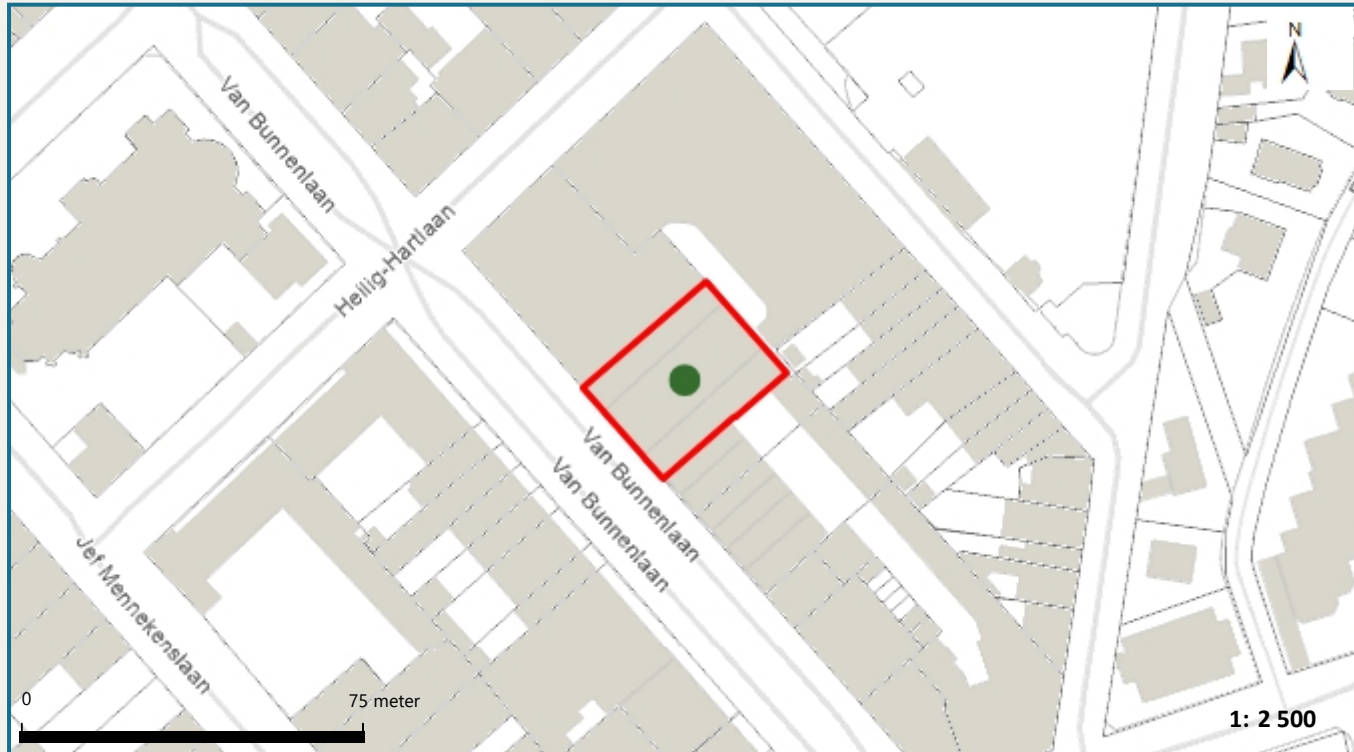 N
Van Bunnenlaan
Heilig-Hartlaan
Van Bunnenlaan
Van Bunnenlaan
Jef Mennekenslaan
0 75 meter
1: 2 500